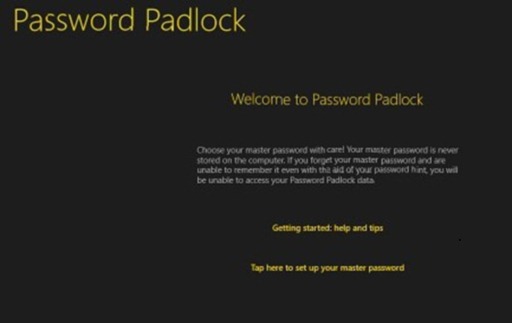 Password Padlock
Welcome to Password Padlock
Choose your master password with care! Your master password is never
stored on the computer. If you forget your master password and are
unable to remember it even with the aid of your password hint, you will
be unable to access your Password Padlock data.
Getting started: help and tips
Tap here to set up your master password